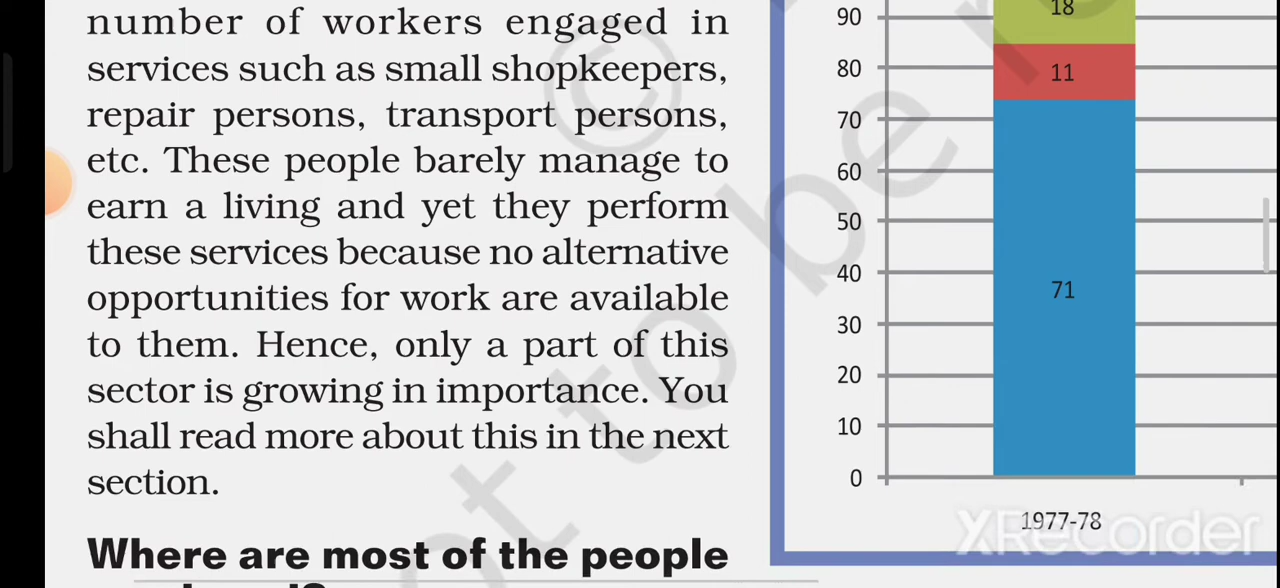 number of workers engaged in
services such as small shopkeepers,
repair persons, transport persons,
etc. These people barely manage to
earn a living and yet they perform
these services because no alternative
opportunities for work are available
to them. Hence, only a part of this
sector is growing in importance. You
shall read more about this in the next
section.
Where are most of the people
90
80
70
60
50
40
30
20
10
0
18
11
71
1977-78
XRecorder
©
not to be re